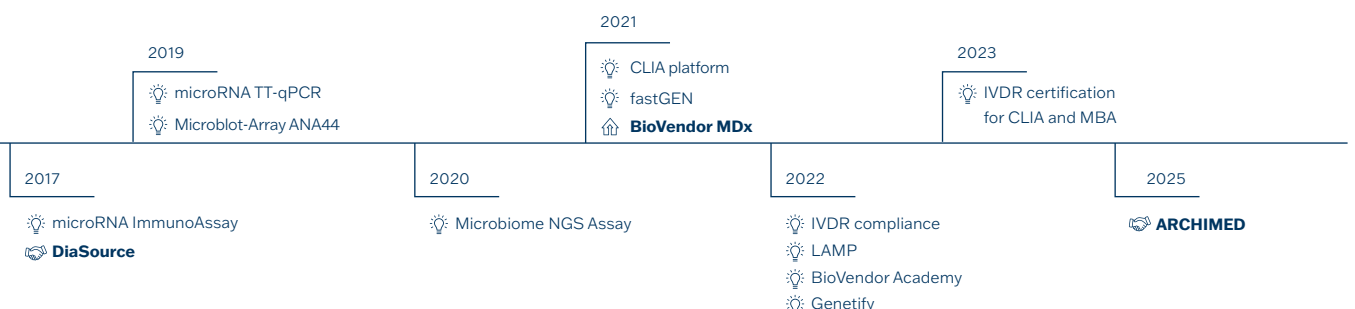 2017
microRNA ImmunoAssay
DiaSource
2019
microRNA TT-qPCR
Microblot-Array ANA44
2020
Microbiome NGS Assay
2021
CLIA platform
fastGEN
BioVendor MDx
2022
IVDR compliance
LAMP
BioVendor Academy
Genetify
2023
IVDR certification
for CLIA and MBA
2025
ARCHIMED